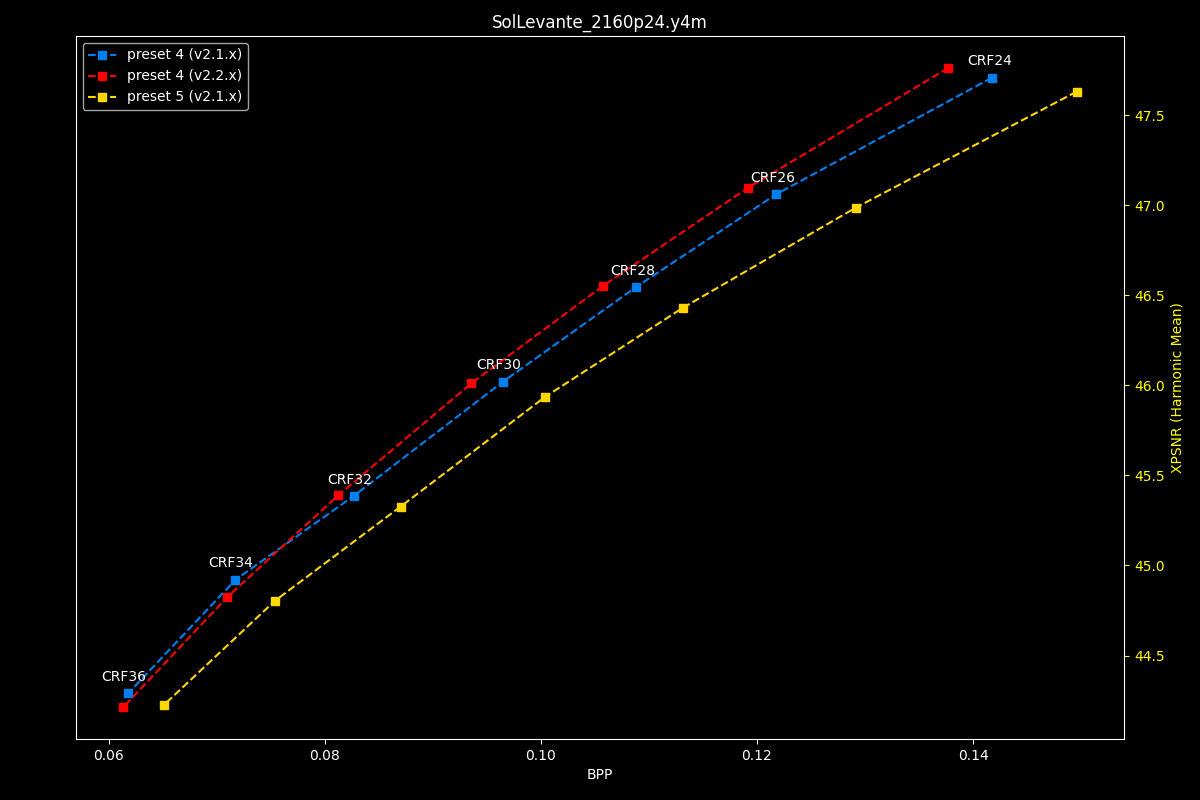 SolLevante_2160p24.y4m
preset 4 (v2.1.x)
preset 4 (v2.2.x)
preset 5 (v2.1.x)
CRF24
CRF26
CRF28
CRF30
CRF32
CRF34
CRF36
47.5
47.0
46.5
46.0
45.5
45.0
44.5
XPSNR (Harmonic Mean)
0.06 0.08 0.10 0.12 0.14
BPP